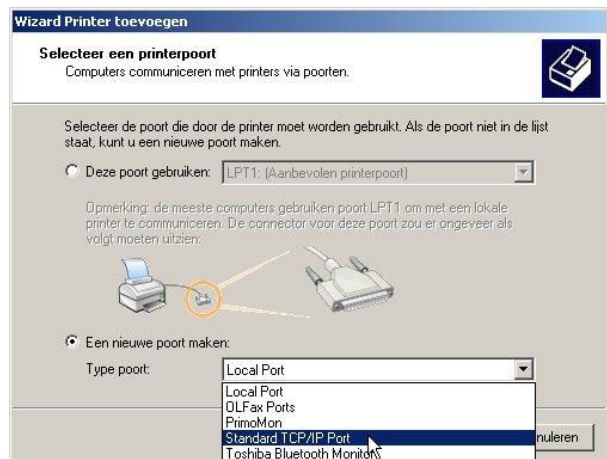 Wizard Printer toevoegen
Selecteer een printerpoort
Computers communiceren met printers via poorten.
Selecteer de poort die door de printer moet worden gebruikt. Als de poort niet in de lijst
staat, kunt u een nieuwe poort maken.
Deze poort gebruiken: LPT1: (Aanbevolen printerpoort)
Opmerking: de meeste computers gebruiken poort LPT1 om met een lokale
printer te communiceren. De connector voor deze poort zou er ongeveer als
volgt moeten uitzien:
Een nieuwe poort maken:
Type poort: Local Port
Local Port
OLFax Ports
PrimoMon
Standard TCP/IP Port
nuleren
Toshiba Bluetooth Monitor